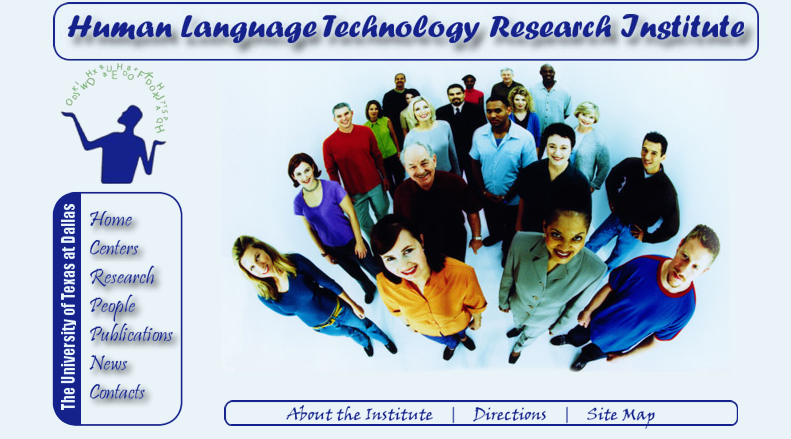 Human Language Technology Research Institute
The University of Texas at Dallas
Home
Centers
Research
People
Publications
News
Contacts
About the Institute | Directions | Site Map